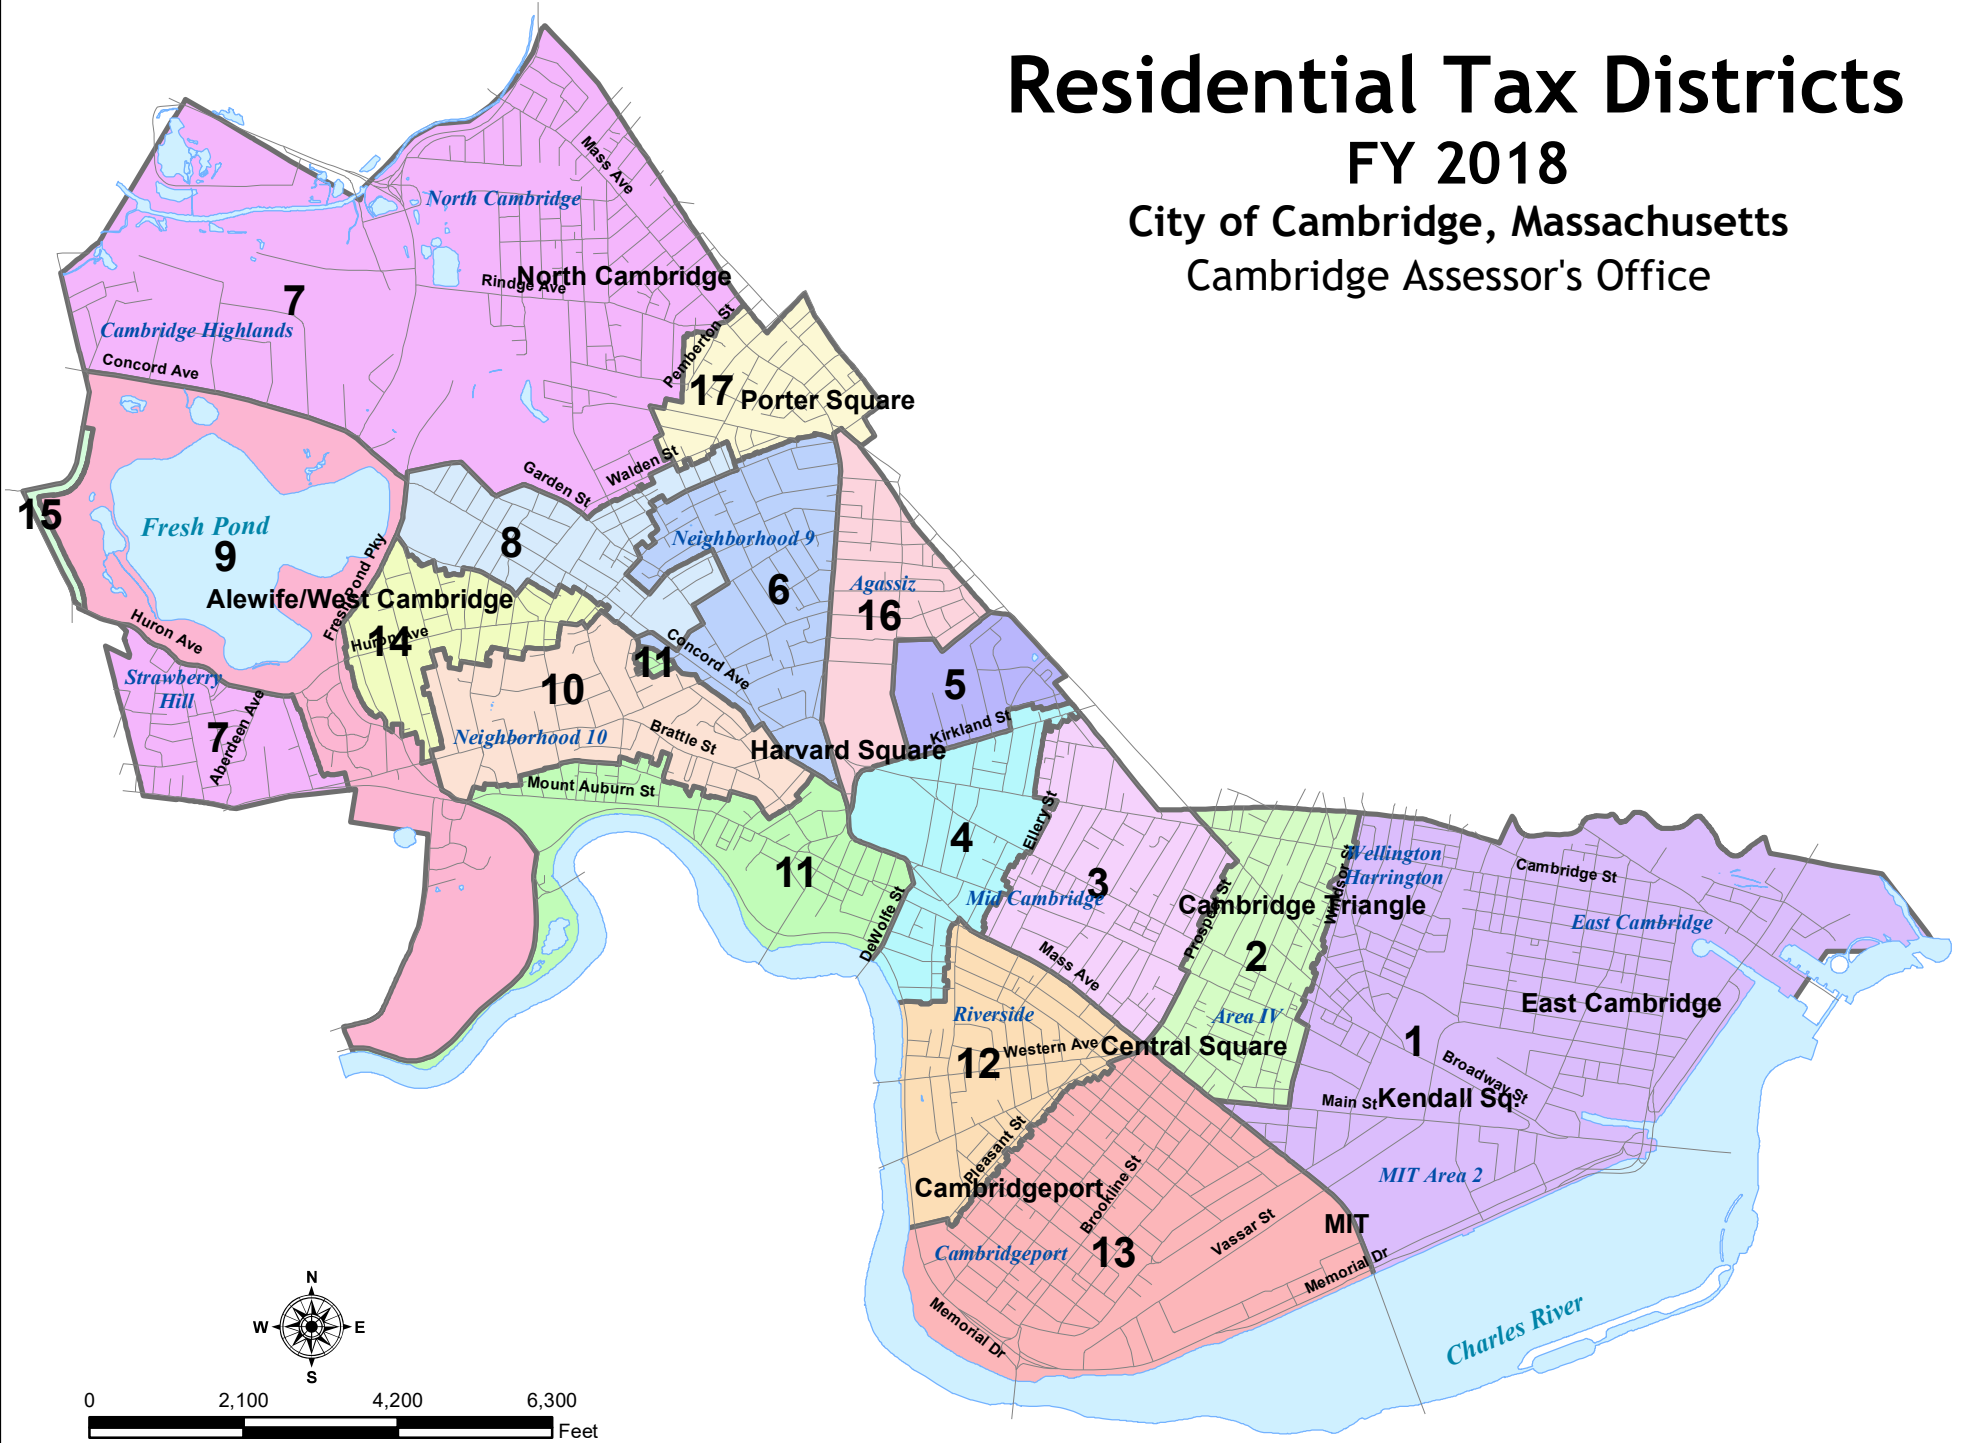 Residential Tax Districts
FY 2018
City of Cambridge, Massachusetts
Cambridge Assessor's Office
Mass Ave
North Cambridge
North Cambridge
Rindge Ave
7
Cambridge Highlands
Concord Ave
Pemberton St
17
Porter Square
Walden St
Garden St
15
Fresh Pond
9
8
Neighborhood 9
6
Agassiz
16
Fresh Pond Pky
Alewife/West Cambridge
Huron Ave
Huron Ave
14
11
Concord Ave
5
Kirkland St
Strawberry
Hill
7
Aberdeen Ave
10
Neighborhood 10
Brattle St
Harvard Square
Mount Auburn St
11
DeWolfe St
4
Ellery St
Mid Cambridge
3
Mass Ave
Prospect St
Cambridge Triangle
Windsor St
Wellington
Harrington
Cambridge St
East Cambridge
2
Area IV
East Cambridge
1
Broadway St
Main St
Kendall Sq.
Riverside
12
Western Ave
Central Square
Pleasant St
Cambridgeport
Brookline St
Cambridgeport
13
Vassar St
MIT Area 2
MIT
Memorial Dr
Memorial Dr
Charles River
N
W
E
S
0
2,100
4,200
6,300
Feet